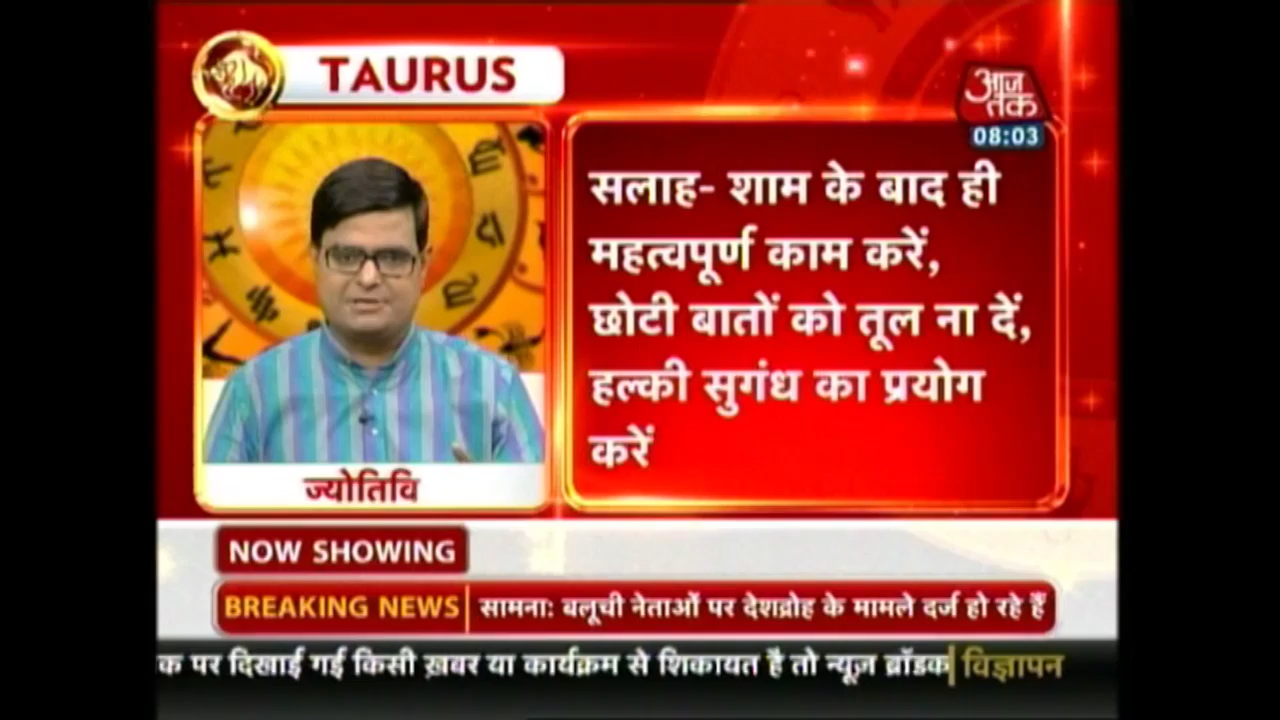 TAURUS
आज
तक
08:03
सलाह- शाम के बाद ही
महत्वपूर्ण काम करें,
छोटी बातों को तूल ना दें,
हल्की सुगंध का प्रयोग
करें
ज्योतिवि
NOW SHOWING
BREAKING NEWS सामना: बलूची नेताओं पर देशद्रोह के मामले दर्ज हो रहे हैं
क पर दिखाई गई किसी ख़बर या कार्यक्रम से शिकायत है तो न्यूज़ ब्रॉडक विज्ञापन